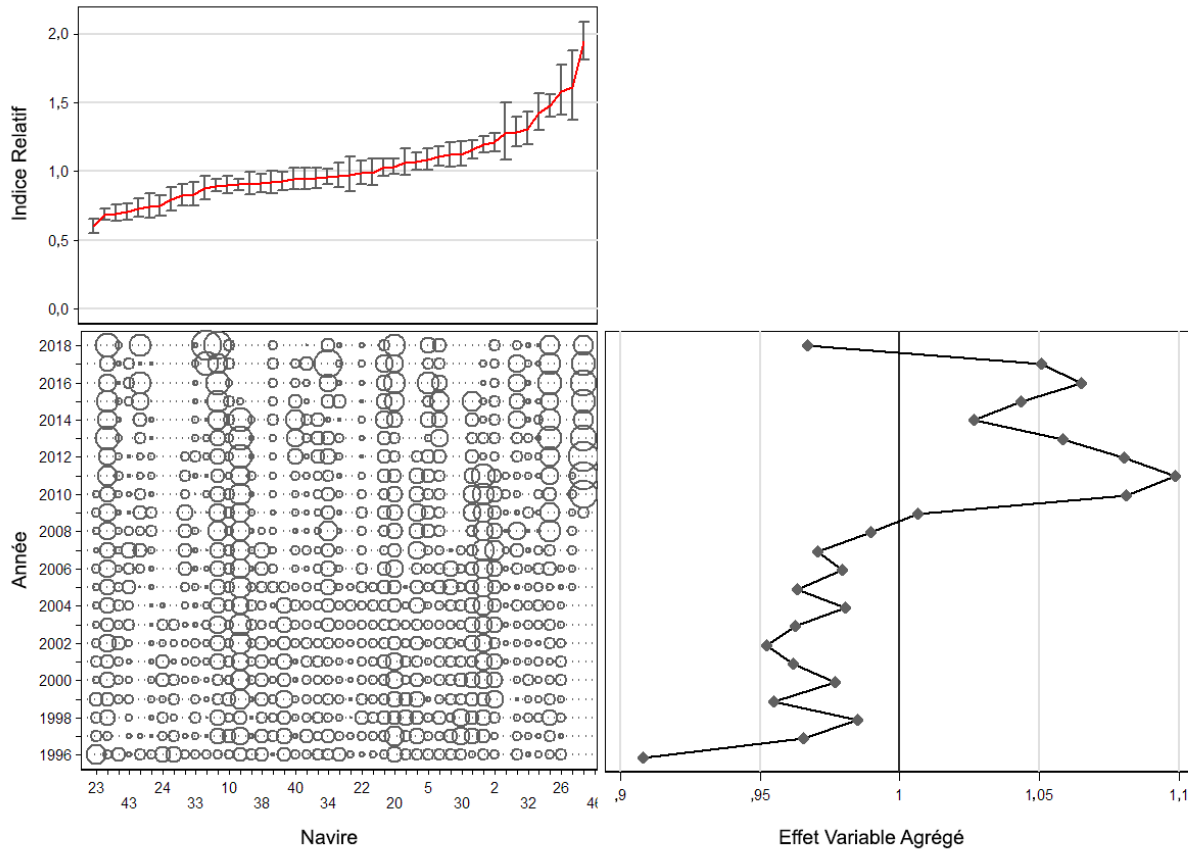 2,0
1,5
1,0
0,5
0,0
Indice Relatif
2018
2016
2014
2012
2010
2008
2006
2004
2002
2000
1998
1996
Année
23 24 10 40 22 5 2 26
43 33 38 34 20 30 32 46
Navire
,9 ,95 1 1,05 1,1
Effet Variable Agrégé